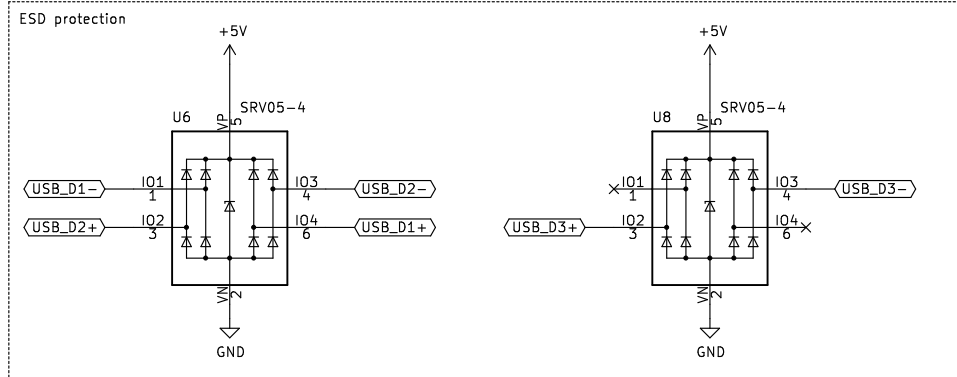 ESD protection
+5V
+5V
SRV05-4
SRV05-4
U6
VP
5
U8
VP
5
USB_D1-
IO1
1
IO3
4
USB_D2-
IO1
1
IO3
4
USB_D3-
USB_D2+
IO2
3
IO4
6
USB_D1+
USB_D3+
IO2
3
IO4
6
VN
2
VN
2
GND
GND